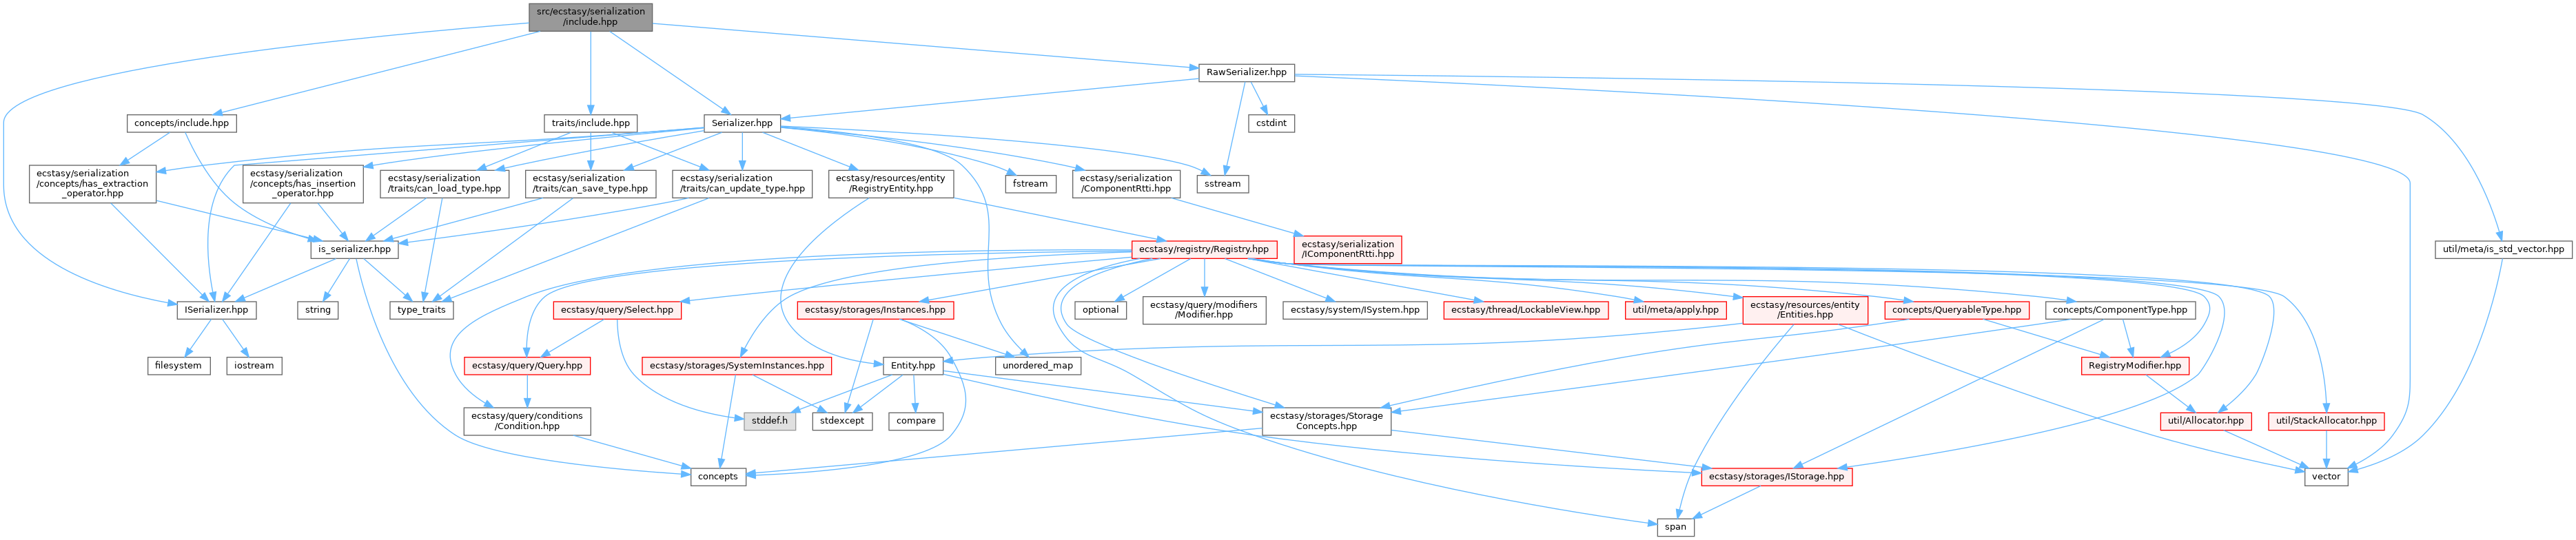 src/ecstasy/serialization
/include.hpp
RawSerializer.hpp
concepts/include.hpp
traits/include.hpp
Serializer.hpp
cstdint
ecstasy/serialization
/concepts/has_extraction
_operator.hpp
ecstasy/serialization
/concepts/has_insertion
_operator.hpp
ecstasy/serialization
/traits/can_load_type.hpp
ecstasy/serialization
/traits/can_save_type.hpp
ecstasy/serialization
/traits/can_update_type.hpp
ecstasy/resources/entity
/RegistryEntity.hpp
fstream
ecstasy/serialization
/ComponentRtti.hpp
sstream
is_serializer.hpp
ecstasy/registry/Registry.hpp
ecstasy/serialization
/IComponentRtti.hpp
util/meta/is_std_vector.hpp
ISerializer.hpp
string
type_traits
ecstasy/query/Select.hpp
ecstasy/storages/Instances.hpp
optional
ecstasy/query/modifiers
/Modifier.hpp
ecstasy/system/ISystem.hpp
ecstasy/thread/LockableView.hpp
util/meta/apply.hpp
ecstasy/resources/entity
/Entities.hpp
concepts/QueryableType.hpp
concepts/ComponentType.hpp
filesystem
iostream
ecstasy/query/Query.hpp
ecstasy/storages/SystemInstances.hpp
Entity.hpp
unordered_map
RegistryModifier.hpp
ecstasy/query/conditions
/Condition.hpp
stddef.h
stdexcept
compare
ecstasy/storages/Storage
Concepts.hpp
util/Allocator.hpp
util/StackAllocator.hpp
concepts
ecstasy/storages/IStorage.hpp
vector
span